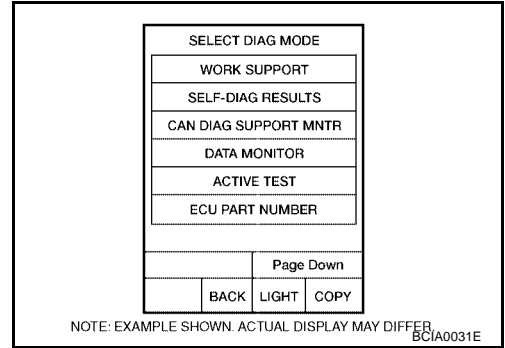 SELECT DIAG MODE
WORK SUPPORT
SELF-DIAG RESULTS
CAN DIAG SUPPORT MNTR
DATA MONITOR
ACTIVE TEST
ECU PART NUMBER
Page Down
BACK LIGHT COPY
NOTE: EXAMPLE SHOWN. ACTUAL DISPLAY MAY DIFFER.
BCIA0031E